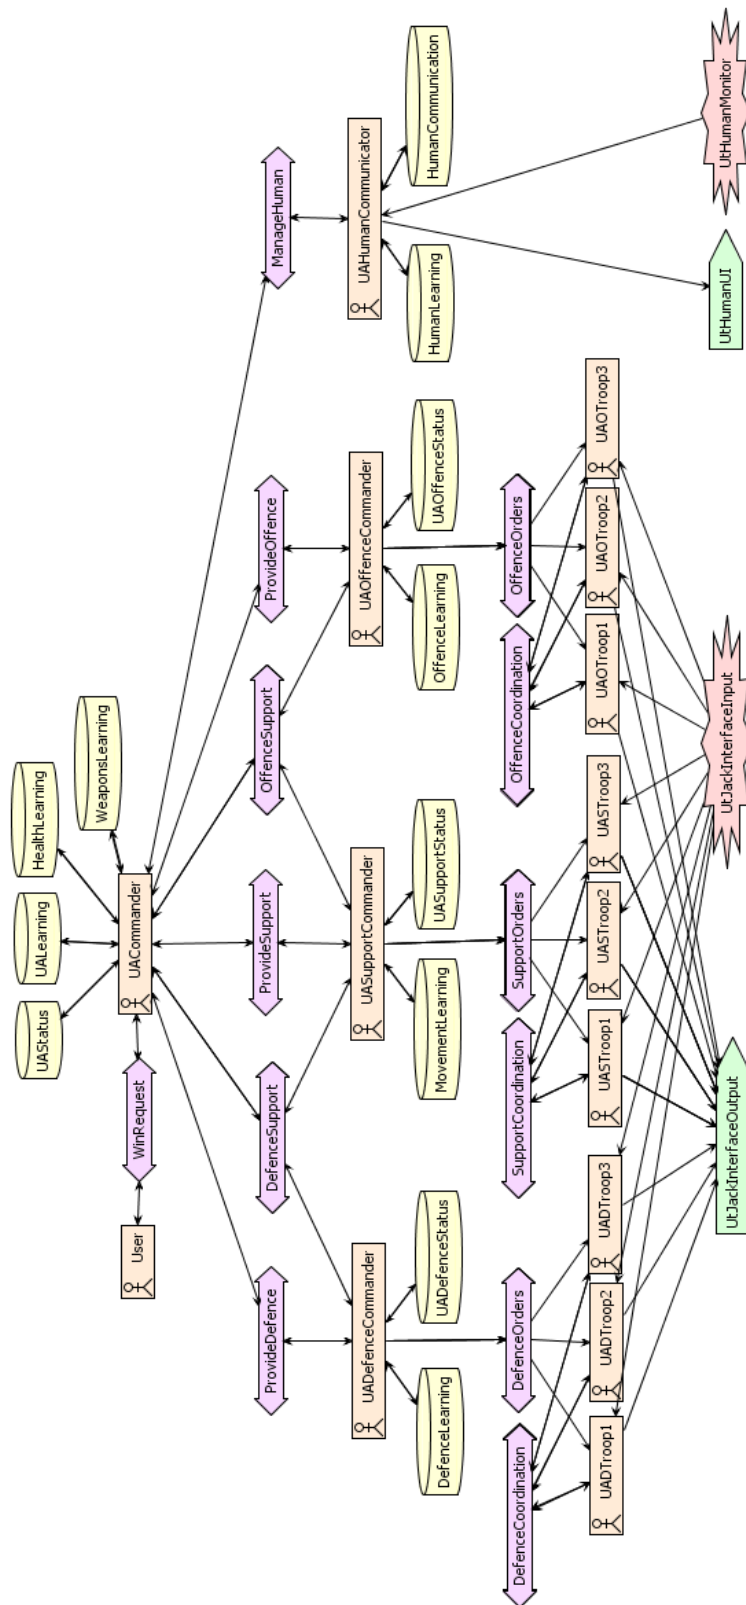 UAStatus
UALearning
HealthLearning
WeaponsLearning
User
WinRequest
UACommander
ProvideDefence
DefenceSupport
ProvideSupport
OffenceSupport
ProvideOffence
ManageHuman
UADefenceCommander
UASupportCommander
UAOffenceCommander
UAHumanCommunicator
DefenceLearning
UADefenceStatus
MovementLearning
UASupportStatus
OffenceLearning
UAOffenceStatus
HumanLearning
HumanCommunication
DefenceCoordination
DefenceOrders
SupportCoordination
SupportOrders
OffenceCoordination
OffenceOrders
UADTroop1
UADTroop2
UADTroop3
UASTroop1
UASTroop2
UASTroop3
UAOTroop1
UAOTroop2
UAOTroop3
UtJackInterfaceOutput
UtJackInterfaceInput
UtHumanUI
UtHumanMonitor